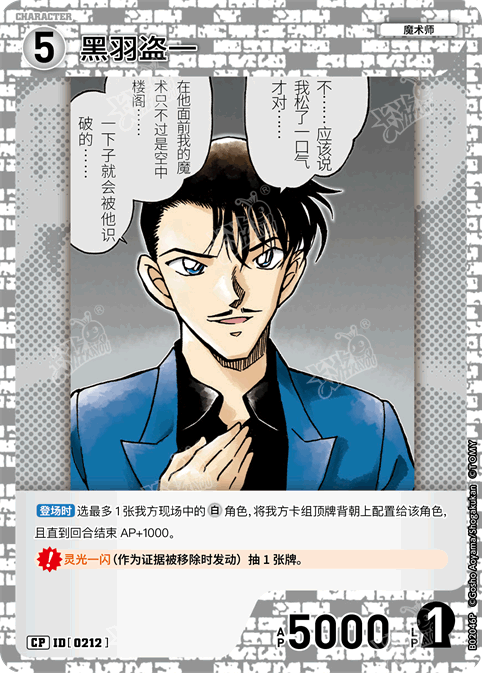 CHARACTER
5
黑羽盗一
魔术师
不……应该说
我松了一口气
才对……
在他面前我的魔
术只不过是空中
楼阁……
一下子就会被他识
破的……
登场时 选最多1张我方现场中的 白 角色，将我方卡组顶牌背朝上配置给该角色，
且直到回合结束 AP+1000。
灵光一闪 (作为证据被移除时发动) 抽1张牌。
CP ID[0212]
AP 5000 LP 1
B02046P ©Gosho Aoyama/Shogakukan ©TOMY